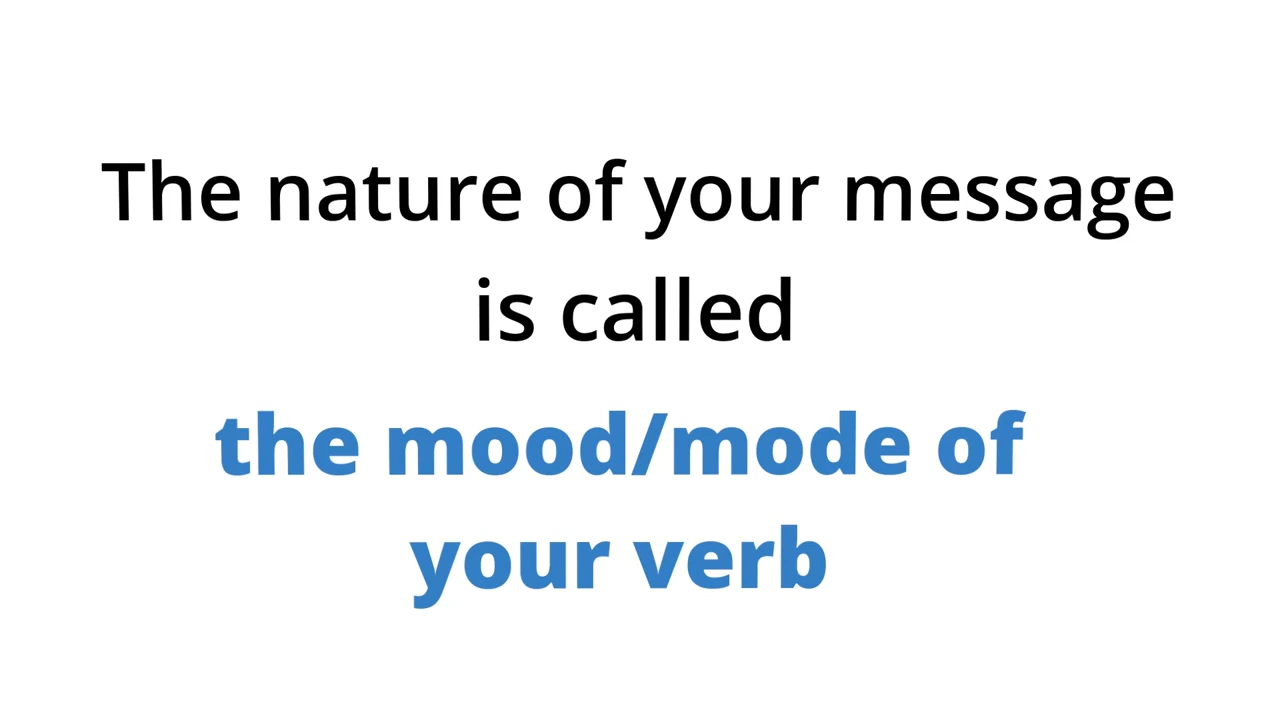 The nature of your message
is called
the mood/mode of
your verb